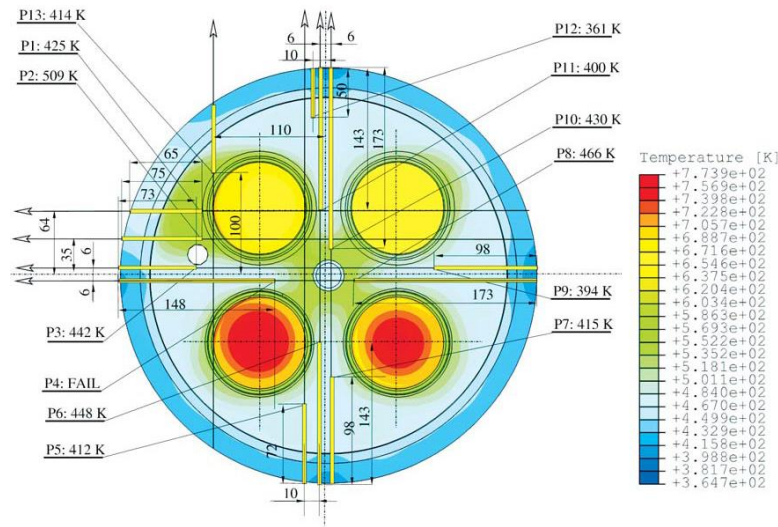 P13: 414 K
P1: 425 K
P2: 509 K
6
6
10
P12: 361 K
P11: 400 K
P10: 430 K
P8: 466 K
50
143
173
110
65
75
73
100
64
35
6
6
98
148
173
P3: 442 K
P4: FAIL
P6: 448 K
P5: 412 K
P9: 394 K
P7: 415 K
72
98
143
10
Temperature [K]
+7.739e+02
+7.569e+02
+7.398e+02
+7.228e+02
+7.057e+02
+6.887e+02
+6.716e+02
+6.546e+02
+6.375e+02
+6.204e+02
+6.034e+02
+5.863e+02
+5.693e+02
+5.522e+02
+5.352e+02
+5.181e+02
+5.011e+02
+4.840e+02
+4.670e+02
+4.499e+02
+4.329e+02
+4.158e+02
+3.988e+02
+3.817e+02
+3.647e+02